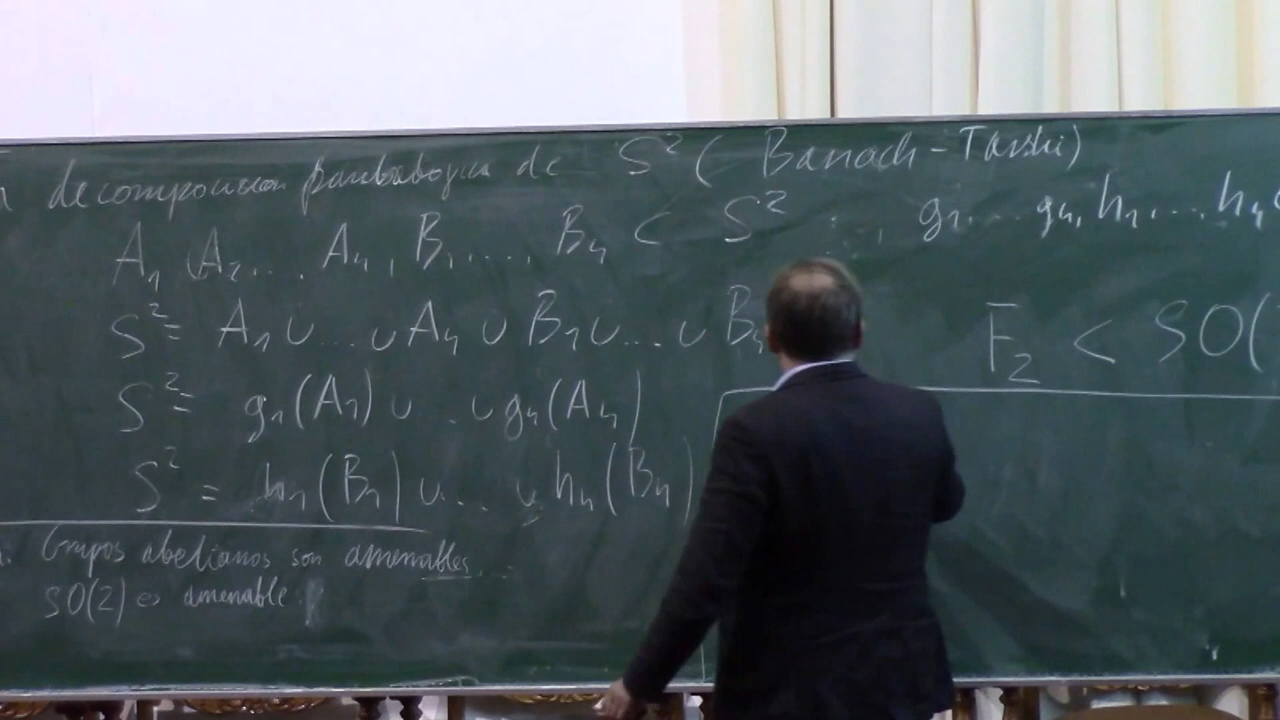 decomposicion paradologica de S² ( Banach - Tarski )
A₁ A₂ ... A₄, B₁, ..., B₄ ⊂ S² : g₁ ... g₄, h₁, ... h₄
S² = A₁ ∪ ... ∪ A₄ ∪ B₁ ∪ ... ∪ B₄
F₂ < SO(
S² = g₁(A₁) ∪ .. ∪ g₄(A₄)
S² = h₁(B₁) ∪ ... ∪ h₄(B₄)
Grupos abelianos son amenables...
SO(2) es amenable.